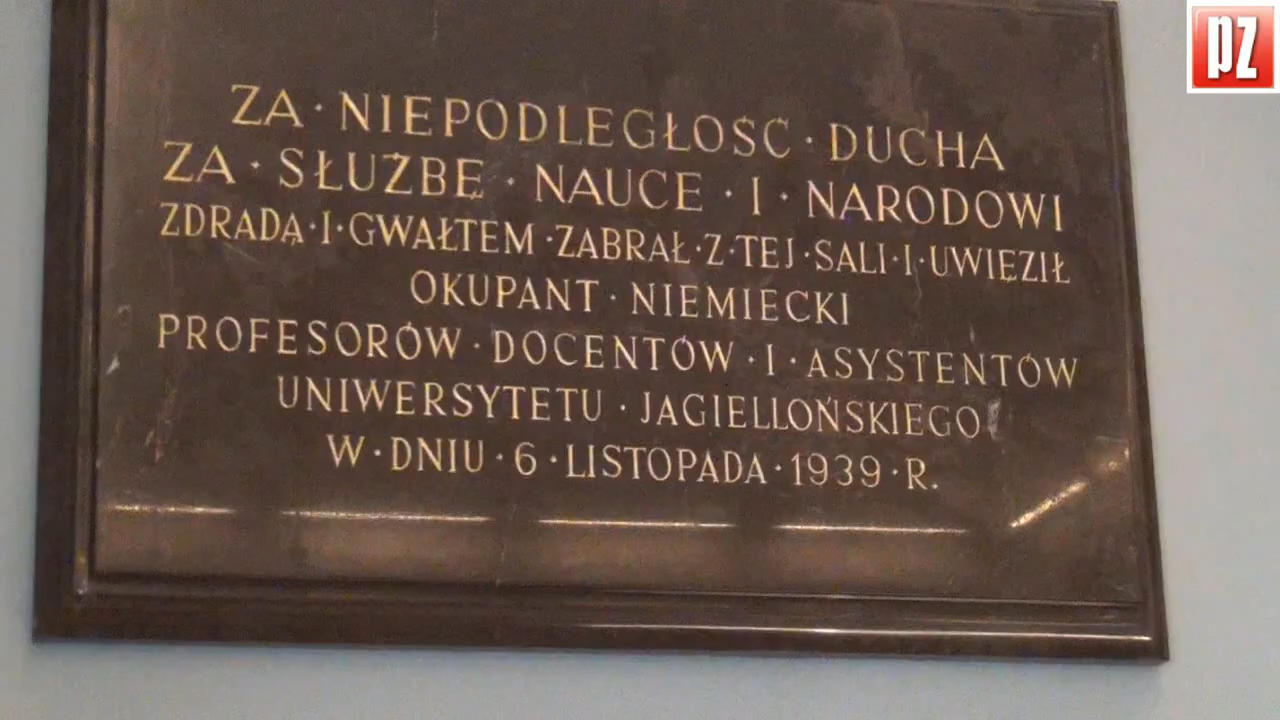 ZA · NIEPODLEGŁOŚĆ · DUCHA
ZA · SŁUŻBĘ · NAUCE · I · NARODOWI
ZDRADĄ · I · GWAŁTEM · ZABRAŁ · Z · TEJ · SALI · I · UWIĘZIŁ
OKUPANT · NIEMIECKI
PROFESORÓW · DOCENTÓW · I · ASYSTENTÓW
UNIWERSYTETU · JAGIELLOŃSKIEGO
W · DNIU · 6 · LISTOPADA · 1939 · R.
pz